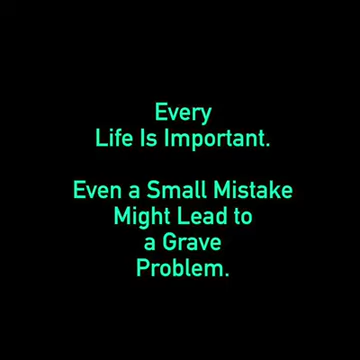 Every
Life Is Important.
Even a Small Mistake
Might Lead to
a Grave
Problem.